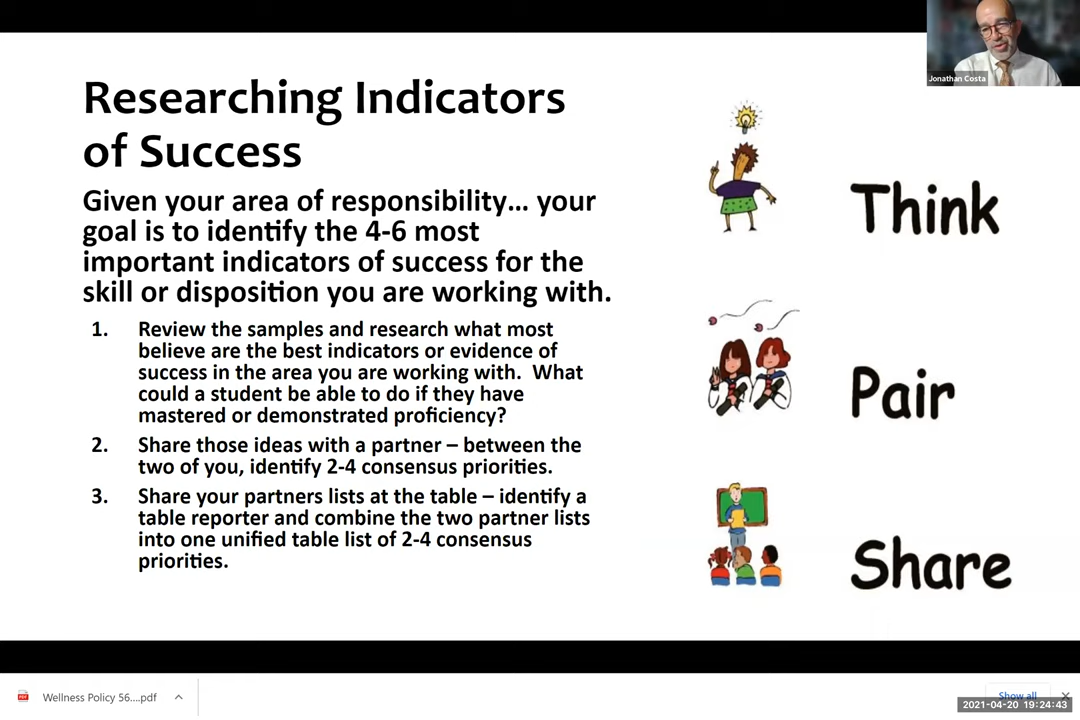 Jonathan Costa
Researching Indicators
of Success
Given your area of responsibility… your
goal is to identify the 4-6 most
important indicators of success for the
skill or disposition you are working with.
1. Review the samples and research what most
believe are the best indicators or evidence of
success in the area you are working with. What
could a student be able to do if they have
mastered or demonstrated proficiency?
2. Share those ideas with a partner – between the
two of you, identify 2-4 consensus priorities.
3. Share your partners lists at the table – identify a
table reporter and combine the two partner lists
into one unified table list of 2-4 consensus
priorities.
Think
Pair
Share
PDF
Wellness Policy 56....pdf
Show all
2021-04-20 19:24:43